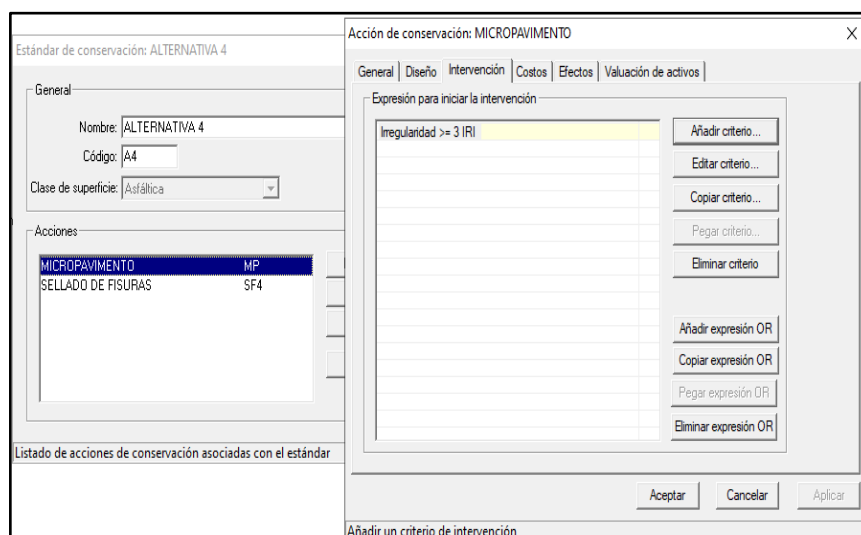 Estándar de conservación: ALTERNATIVA 4
General
Nombre: ALTERNATIVA 4
Código: A4
Clase de superficie: Asfáltica
Acciones
MICROPAVIMENTO MP
SELLADO DE FISURAS SF4
Listado de acciones de conservación asociadas con el estándar
Acción de conservación: MICROPAVIMENTO X
General Diseño Intervención Costos Efectos Valuación de activos
Expresión para iniciar la intervención
Irregularidad >= 3 IRI
Añadir criterio...
Editar criterio...
Copiar criterio...
Pegar criterio...
Eliminar criterio
Añadir expresión OR
Copiar expresión OR
Pegar expresión OR
Eliminar expresión OR
Aceptar Cancelar Aplicar
Añadir un criterio de intervención